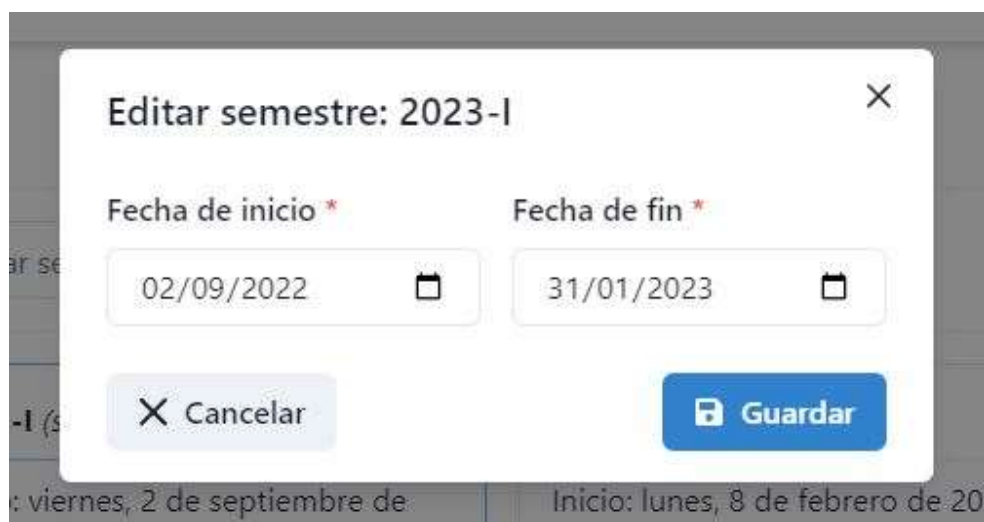 Editar semestre: 2023-I
Fecha de inicio * Fecha de fin *
02/09/2022 31/01/2023
Cancelar Guardar
-I
: viernes, 2 de septiembre de Inicio: lunes, 8 de febrero de 20